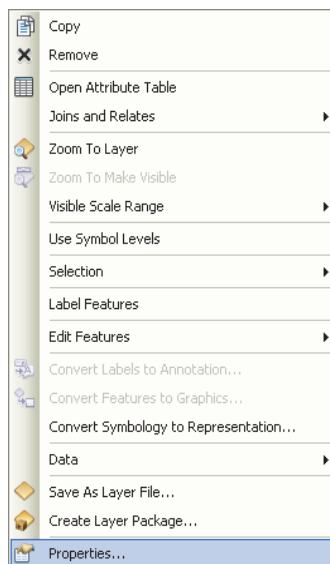 Copy
Remove
Open Attribute Table
Joins and Relates
Zoom To Layer
Zoom To Make Visible
Visible Scale Range
Use Symbol Levels
Selection
Label Features
Edit Features
Convert Labels to Annotation...
Convert Features to Graphics...
Convert Symbology to Representation...
Data
Save As Layer File...
Create Layer Package...
Properties...